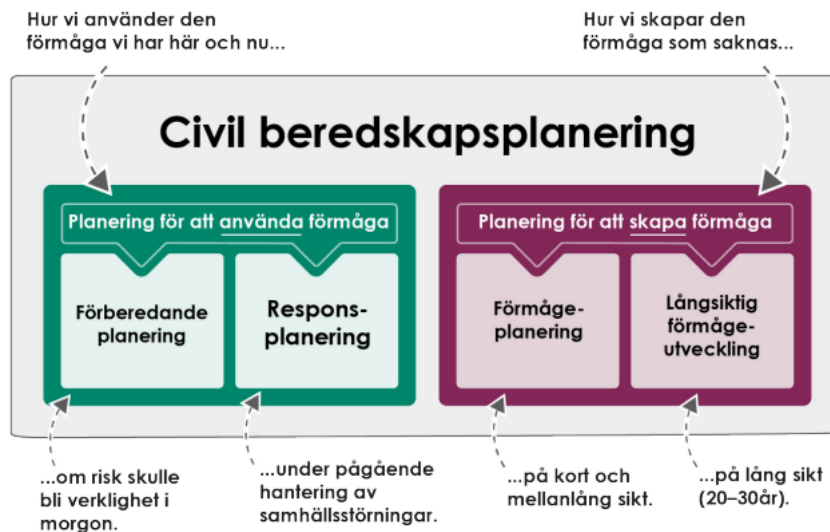 Hur vi använder den
förmåga vi har här och nu...
Hur vi skapar den
förmåga som saknas...
Civil beredskapsplanering
Planering för att använda förmåga
Planering för att skapa förmåga
Förberedande
planering
Respons-
planering
Förmåge-
planering
Långsiktig
förmåge-
utveckling
...om risk skulle
bli verklighet i
morgon.
...under pågående
hantering av
samhällsstörningar.
...på kort och
mellanlång sikt.
...på lång sikt
(20–30år).